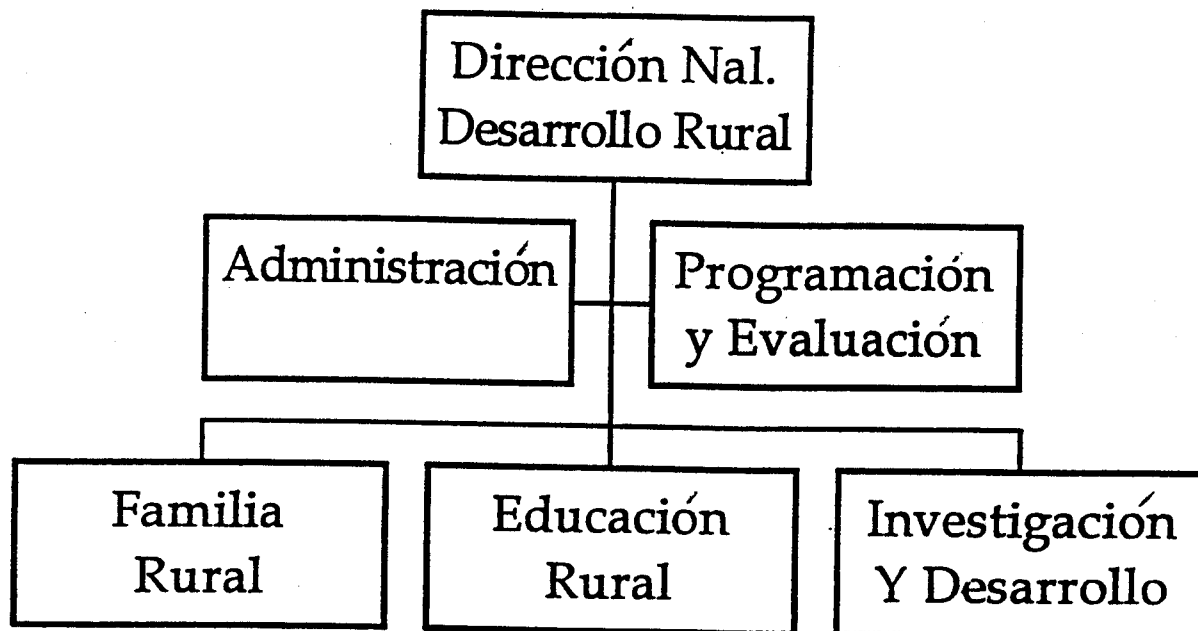 Dirección Nal.
Desarrollo Rural
Administración
Programación
y Evaluación
Familia
Rural
Educación
Rural
Investigación
Y Desarrollo